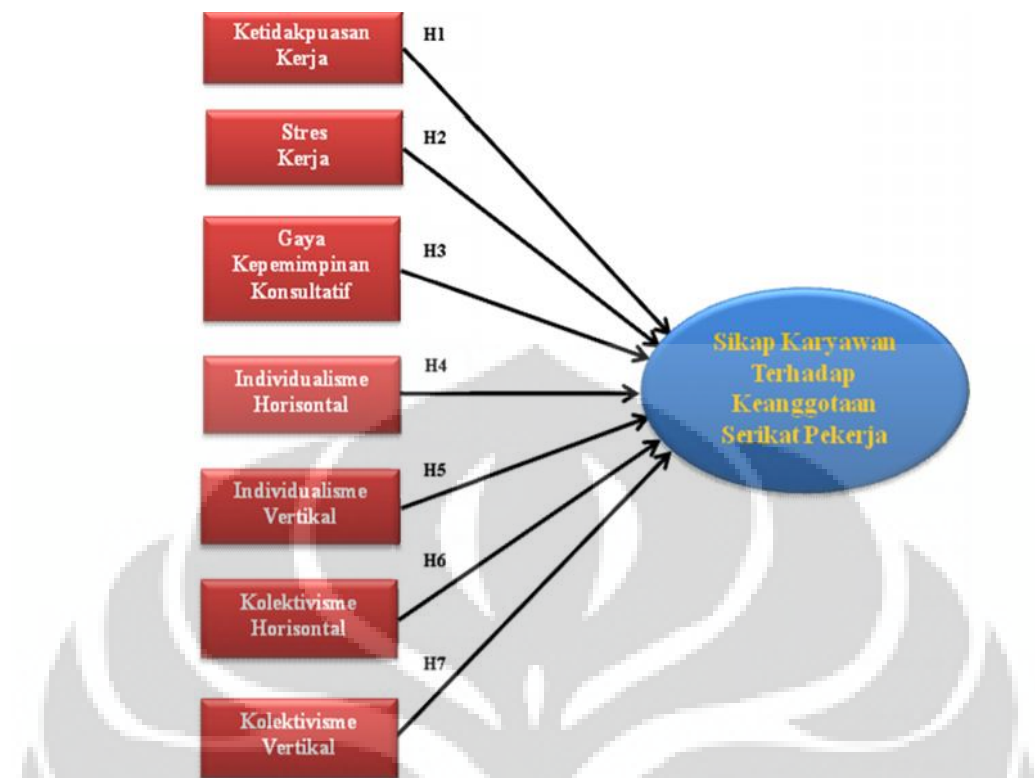 Ketidakpuasan
Kerja
H1
Stres
Kerja
H2
Gaya
Kepemimpinan
Konsultatif
H3
Individualisme
Horisontal
H4
Individualisme
Vertikal
H5
Kolektivisme
Horisontal
H6
Kolektivisme
Vertikal
H7
Sikap Karyawan
Terhadap
Keanggotaan
Serikat Pekerja